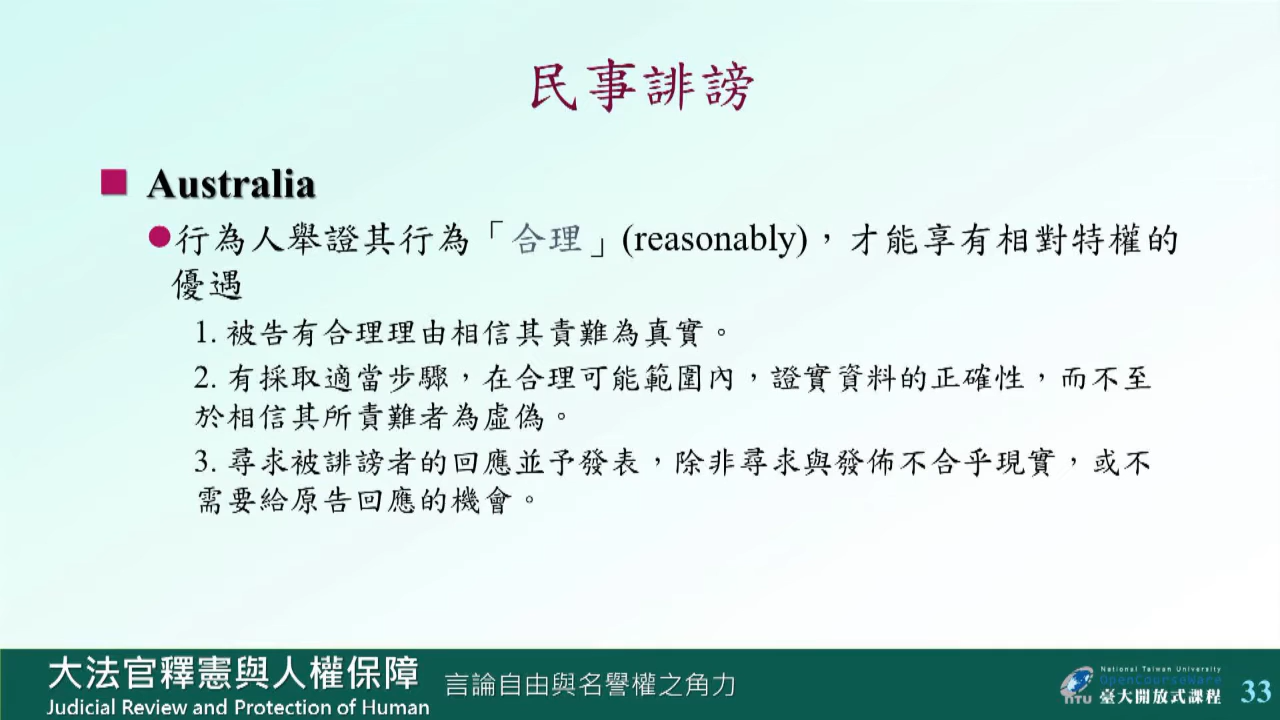 民事誹謗
Australia
行為人舉證其行為「合理」(reasonably)，才能享有相對特權的
優遇
1. 被告有合理理由相信其責難為真實。
2. 有採取適當步驟，在合理可能範圍內，證實資料的正確性，而不至
於相信其所責難者為虛偽。
3. 尋求被誹謗者的回應並予發表，除非尋求與發佈不合乎現實，或不
需要給原告回應的機會。
大法官釋憲與人權保障
Judicial Review and Protection of Human
言論自由與名譽權之角力
National Taiwan University
OpenCourseWare
NTU 臺大開放式課程
33